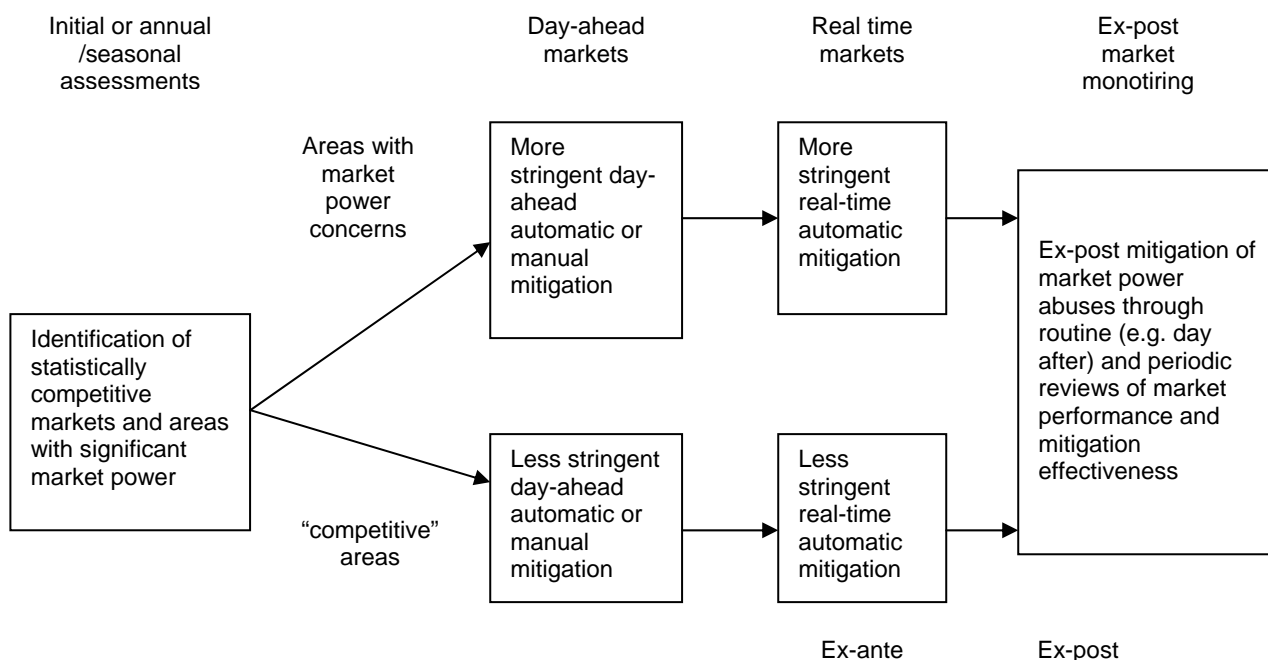 Initial or annual
/seasonal
assessments
Day-ahead
markets
Real time
markets
Ex-post
market
monotiring
Areas with
market
power
concerns
More
stringent day-
ahead
automatic or
manual
mitigation
More
stringent
real-time
automatic
mitigation
Ex-post mitigation of
market power
abuses through
routine (e.g. day
after) and periodic
reviews of market
performance and
mitigation
effectiveness
Identification of
statistically
competitive
markets and areas
with significant
market power
"competitive"
areas
Less stringent
day-ahead
automatic or
manual
mitigation
Less
stringent
real-time
automatic
mitigation
Ex-ante
Ex-post